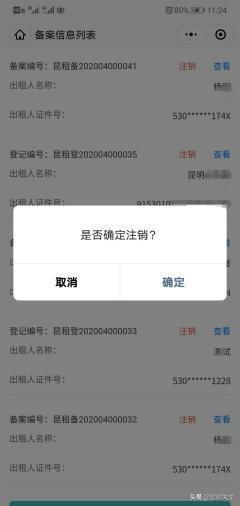 80% 11:24
备案信息列表
备案编号：昆租备202004000041 注销 查看
出租人名称： 杨
出租人证件号： 530******174X
登记编号：昆租登202004000035 注销 查看
出租人名称： 昆明
出租人证件号： 9153010
是否确定注销？
取消 确定
登记编号：昆租登202004000033 注销 查看
出租人名称： 测试
出租人证件号： 530******1228
备案编号：昆租备202004000032 注销 查看
出租人名称： 杨
出租人证件号： 530******174X